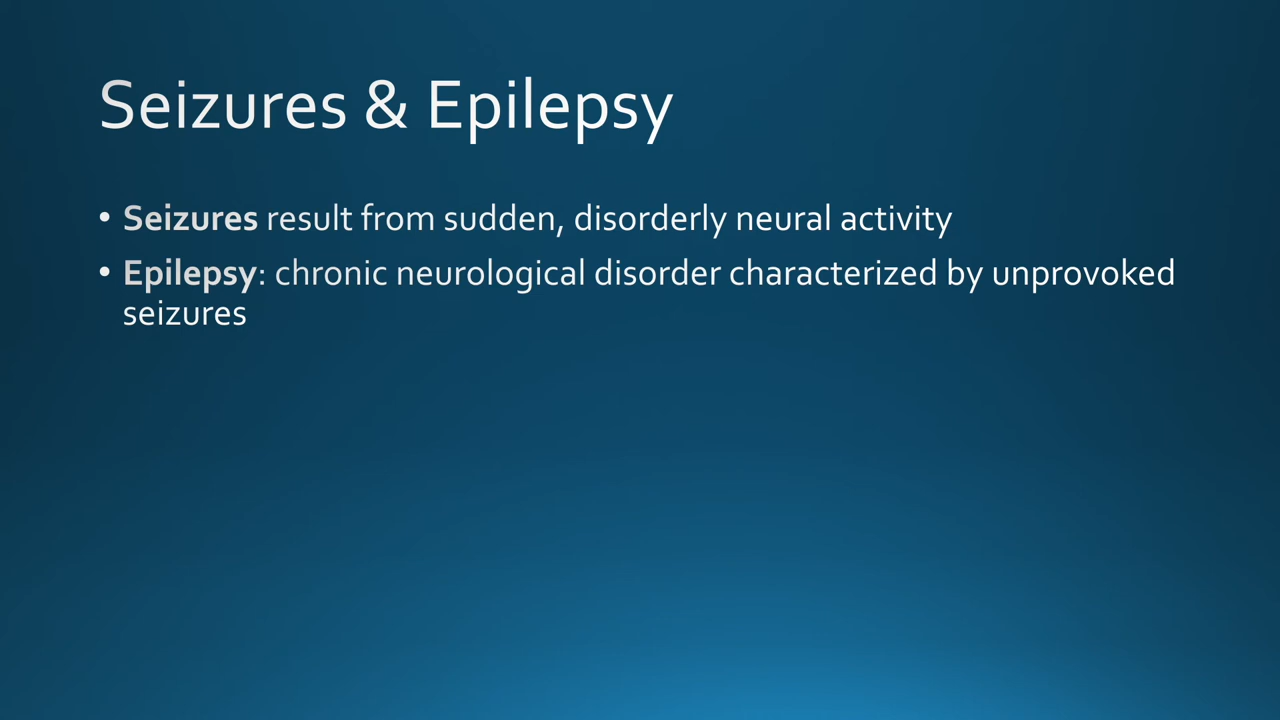 Seizures & Epilepsy
• Seizures result from sudden, disorderly neural activity
• Epilepsy: chronic neurological disorder characterized by unprovoked
seizures